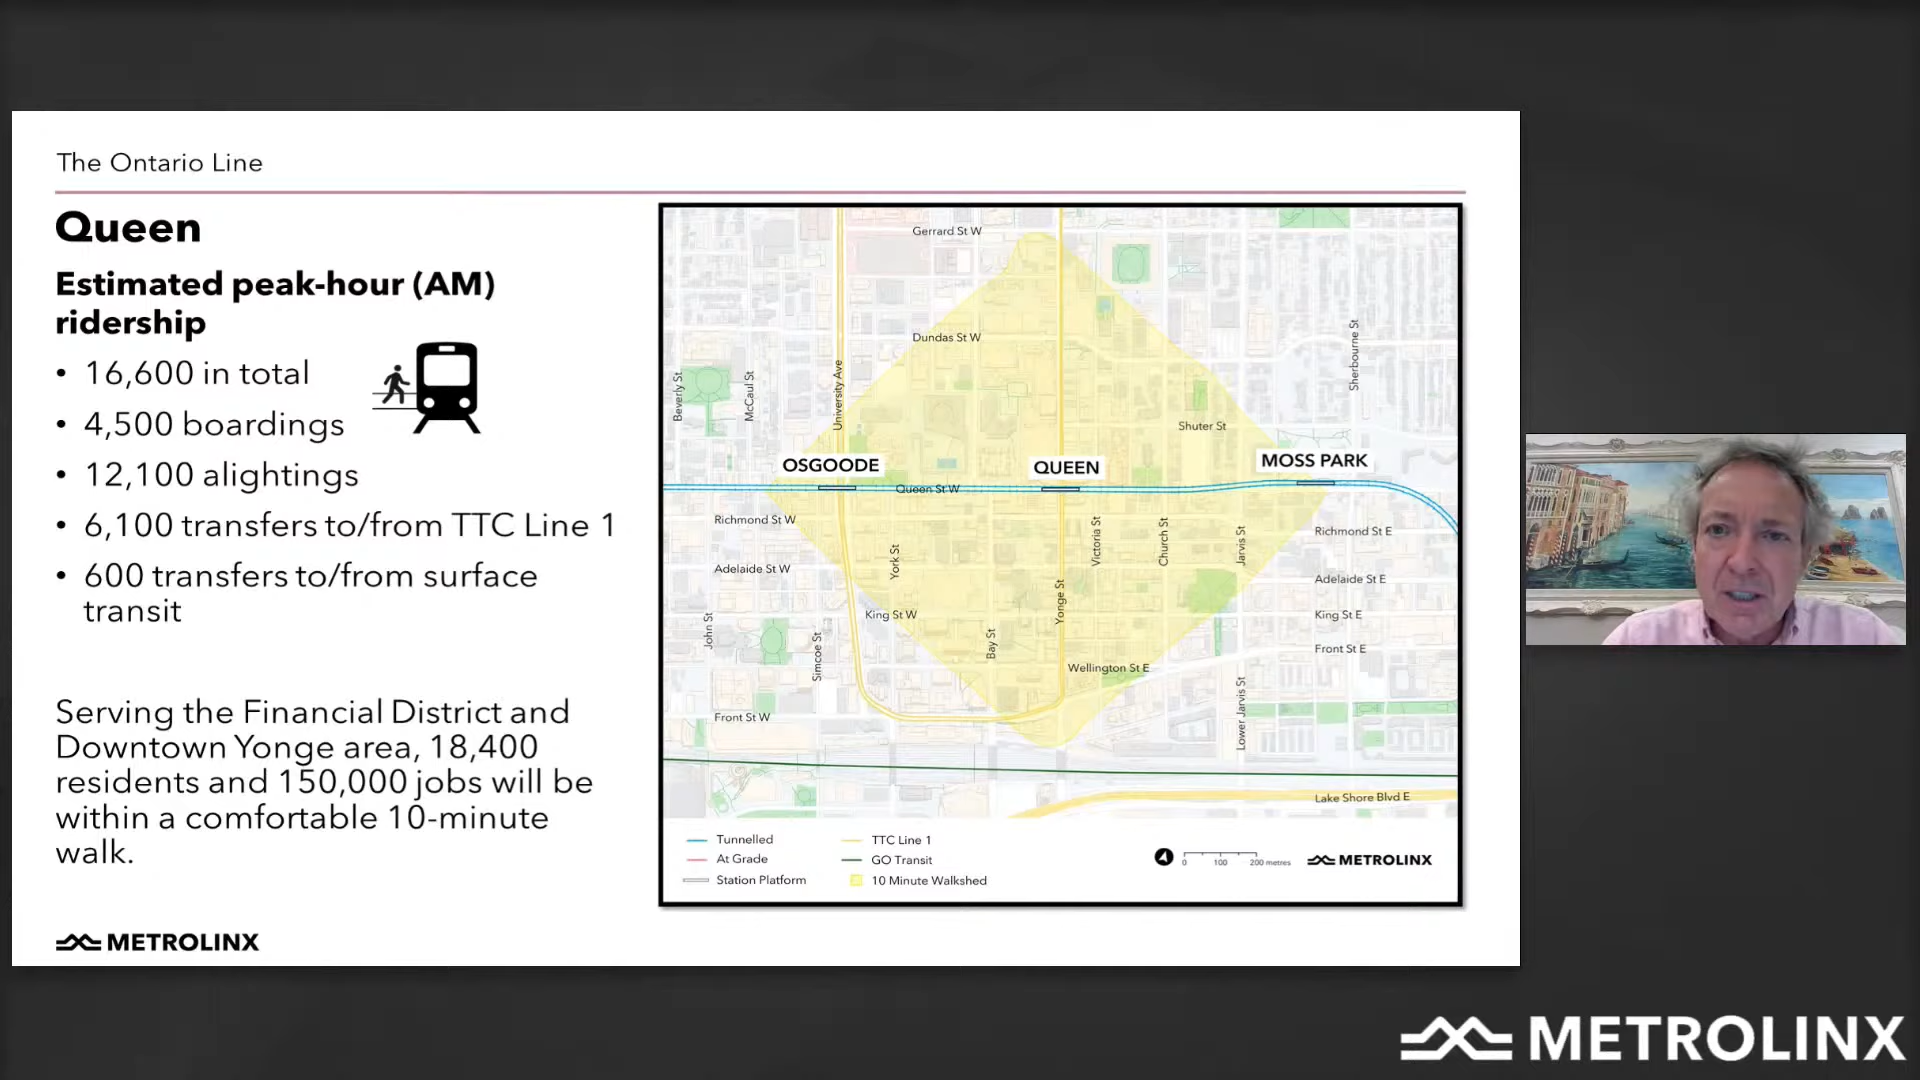 The Ontario Line
Queen
Estimated peak-hour (AM)
ridership
• 16,600 in total
• 4,500 boardings
• 12,100 alightings
• 6,100 transfers to/from TTC Line 1
• 600 transfers to/from surface
transit
Serving the Financial District and
Downtown Yonge area, 18,400
residents and 150,000 jobs will be
within a comfortable 10-minute
walk.
METROLINX
Gerrard St W
Dundas St W
Beverly St
McCaul St
University Ave
Sherbourne St
Shuter St
OSGOODE
QUEEN
MOSS PARK
Queen St W
Richmond St W
York St
Victoria St
Church St
Jarvis St
Richmond St E
Adelaide St W
Adelaide St E
Yonge St
King St W
King St E
John St
Simcoe St
Bay St
Front St E
Wellington St E
Lower Jarvis St
Front St W
Lake Shore Blvd E
Tunnelled
At Grade
Station Platform
TTC Line 1
GO Transit
10 Minute Walkshed
0 100 200 metres
METROLINX
METROLINX